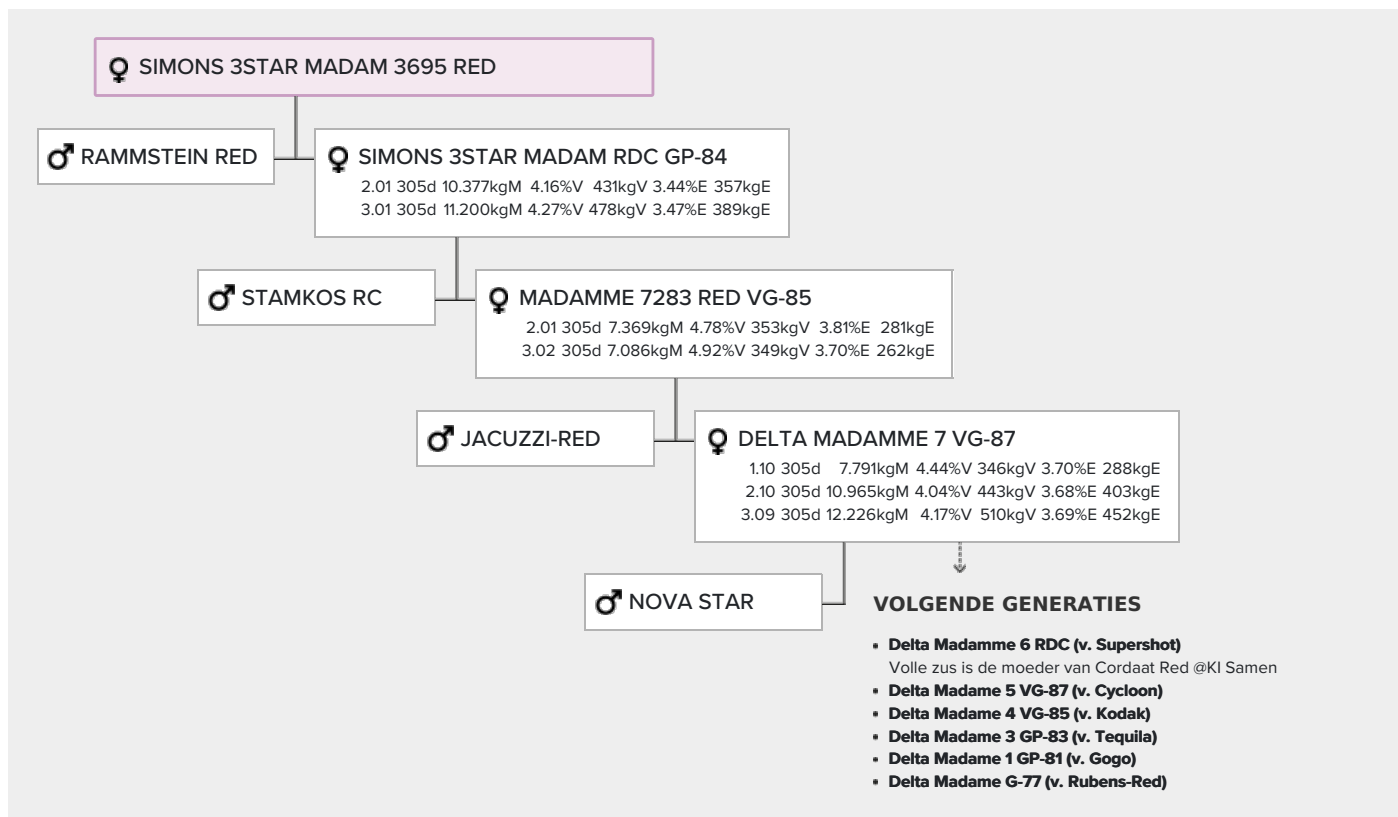 ♀ SIMONS 3STAR MADAM 3695 RED
♂ RAMMSTEIN RED
♀ SIMONS 3STAR MADAM RDC GP-84
2.01 305d 10.377kgM 4.16%V 431kgV 3.44%E 357kgE
3.01 305d 11.200kgM 4.27%V 478kgV 3.47%E 389kgE
♂ STAMKOS RC
♀ MADAMME 7283 RED VG-85
2.01 305d 7.369kgM 4.78%V 353kgV 3.81%E 281kgE
3.02 305d 7.086kgM 4.92%V 349kgV 3.70%E 262kgE
♂ JACUZZI-RED
♀ DELTA MADAMME 7 VG-87
1.10 305d 7.791kgM 4.44%V 346kgV 3.70%E 288kgE
2.10 305d 10.965kgM 4.04%V 443kgV 3.68%E 403kgE
3.09 305d 12.226kgM 4.17%V 510kgV 3.69%E 452kgE
♂ NOVA STAR
VOLGENDE GENERATIES
• Delta Madamme 6 RDC (v. Supershot)
Volle zus is de moeder van Cordaat Red @KI Samen
• Delta Madame 5 VG-87 (v. Cycloon)
• Delta Madame 4 VG-85 (v. Kodak)
• Delta Madame 3 GP-83 (v. Tequila)
• Delta Madame 1 GP-81 (v. Gogo)
• Delta Madame G-77 (v. Rubens-Red)